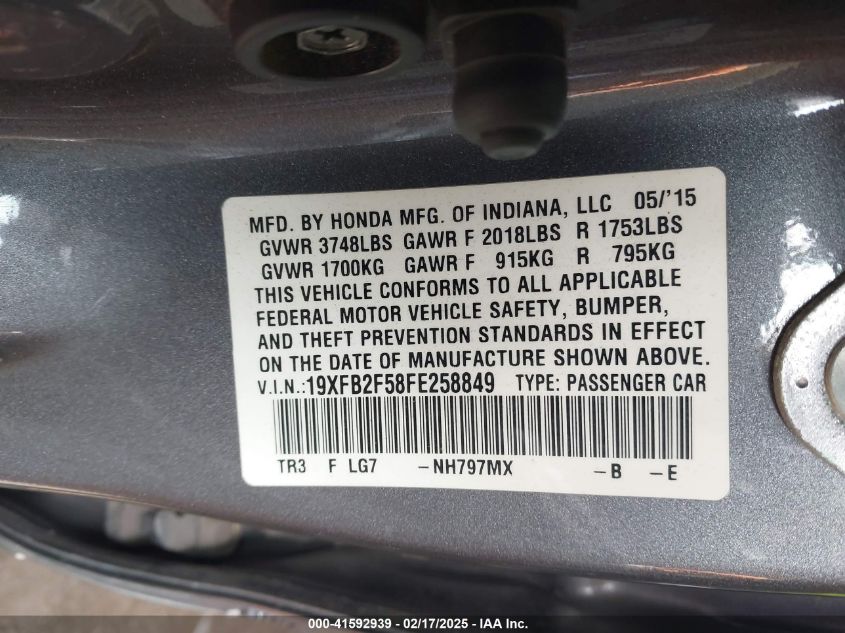 MFD. BY HONDA MFG. OF INDIANA, LLC 05/'15
GVWR 3748LBS GAWR F 2018LBS R 1753LBS
GVWR 1700KG GAWR F 915KG R 795KG
THIS VEHICLE CONFORMS TO ALL APPLICABLE
FEDERAL MOTOR VEHICLE SAFETY, BUMPER,
AND THEFT PREVENTION STANDARDS IN EFFECT
ON THE DATE OF MANUFACTURE SHOWN ABOVE.
V.I.N.:19XFB2F58FE258849 TYPE: PASSENGER CAR
TR3 F LG7 -NH797MX -B -E
000-41592939 - 02/17/2025 - IAA Inc.